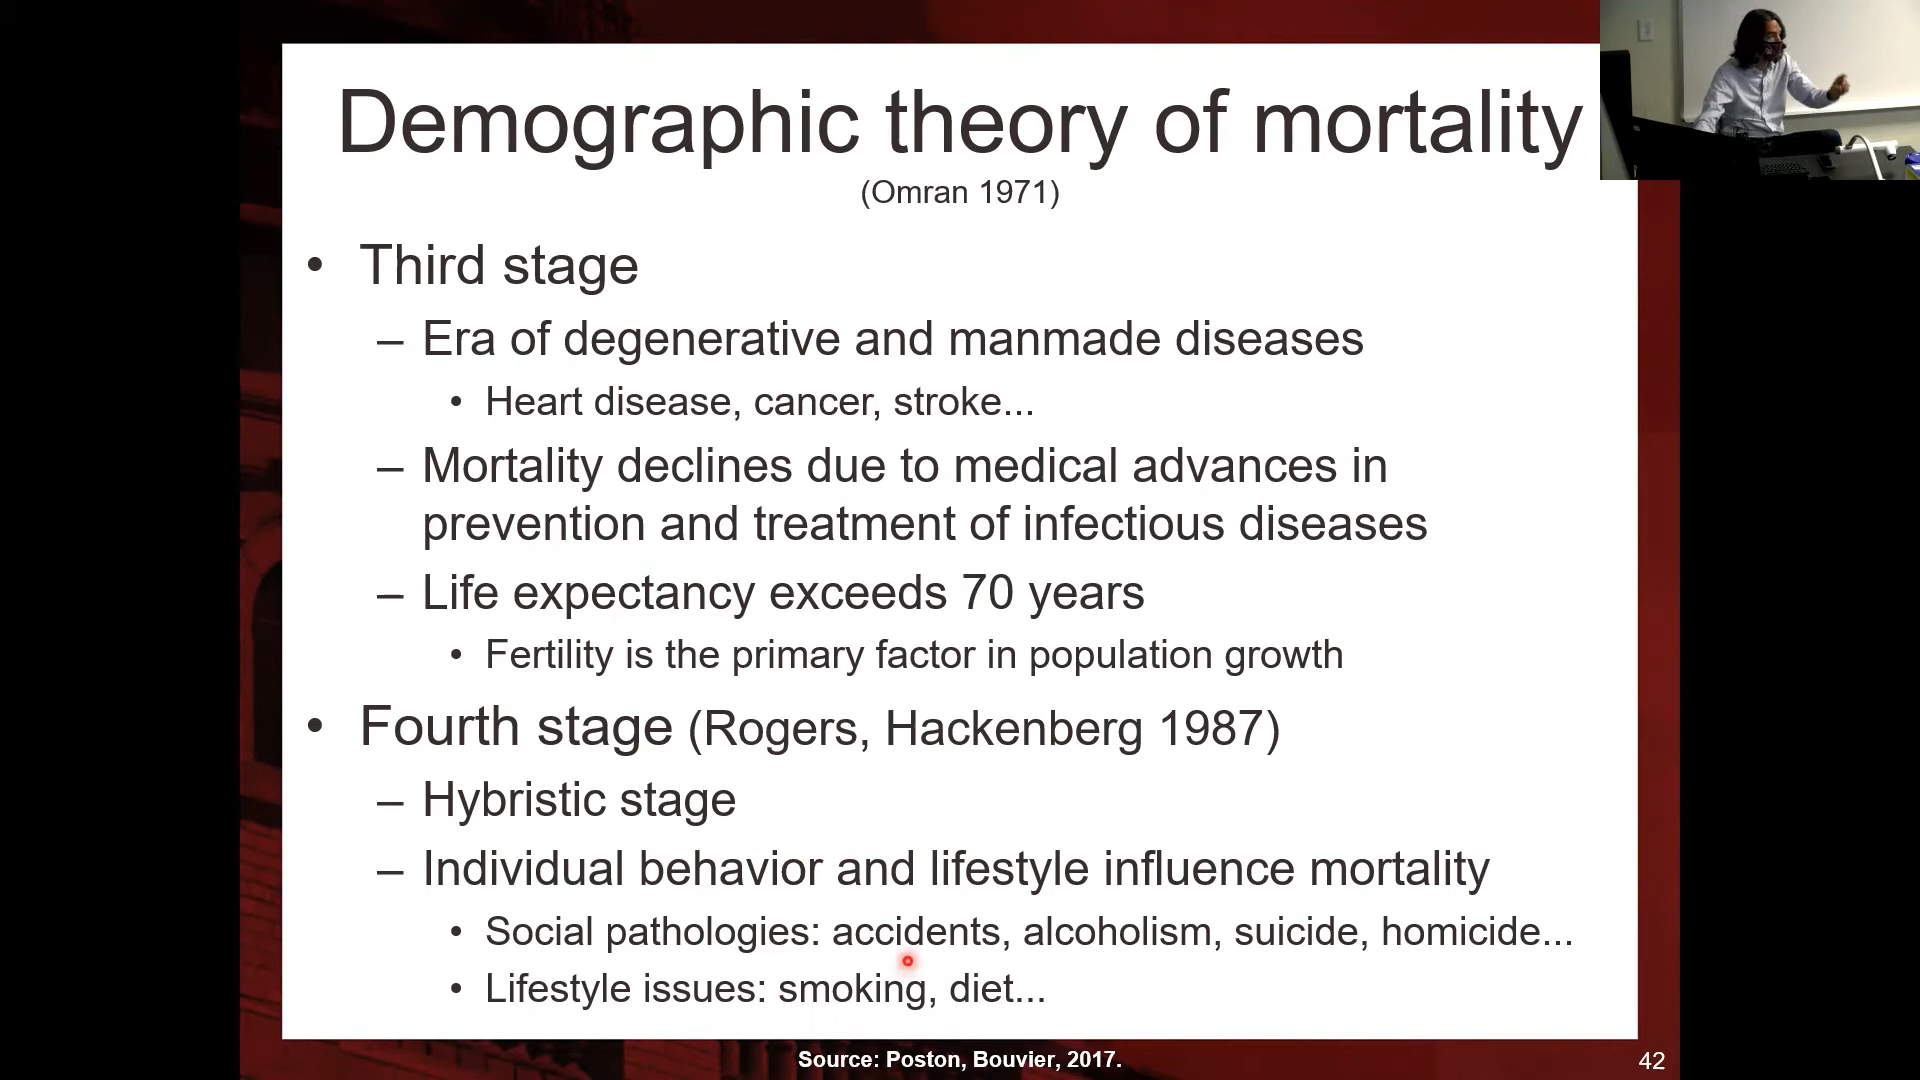 Demographic theory of mortality
(Omran 1971)
• Third stage
– Era of degenerative and manmade diseases
• Heart disease, cancer, stroke...
– Mortality declines due to medical advances in
prevention and treatment of infectious diseases
– Life expectancy exceeds 70 years
• Fertility is the primary factor in population growth
• Fourth stage (Rogers, Hackenberg 1987)
– Hybristic stage
– Individual behavior and lifestyle influence mortality
• Social pathologies: accidents, alcoholism, suicide, homicide...
• Lifestyle issues: smoking, diet...
Source: Poston, Bouvier, 2017.
42